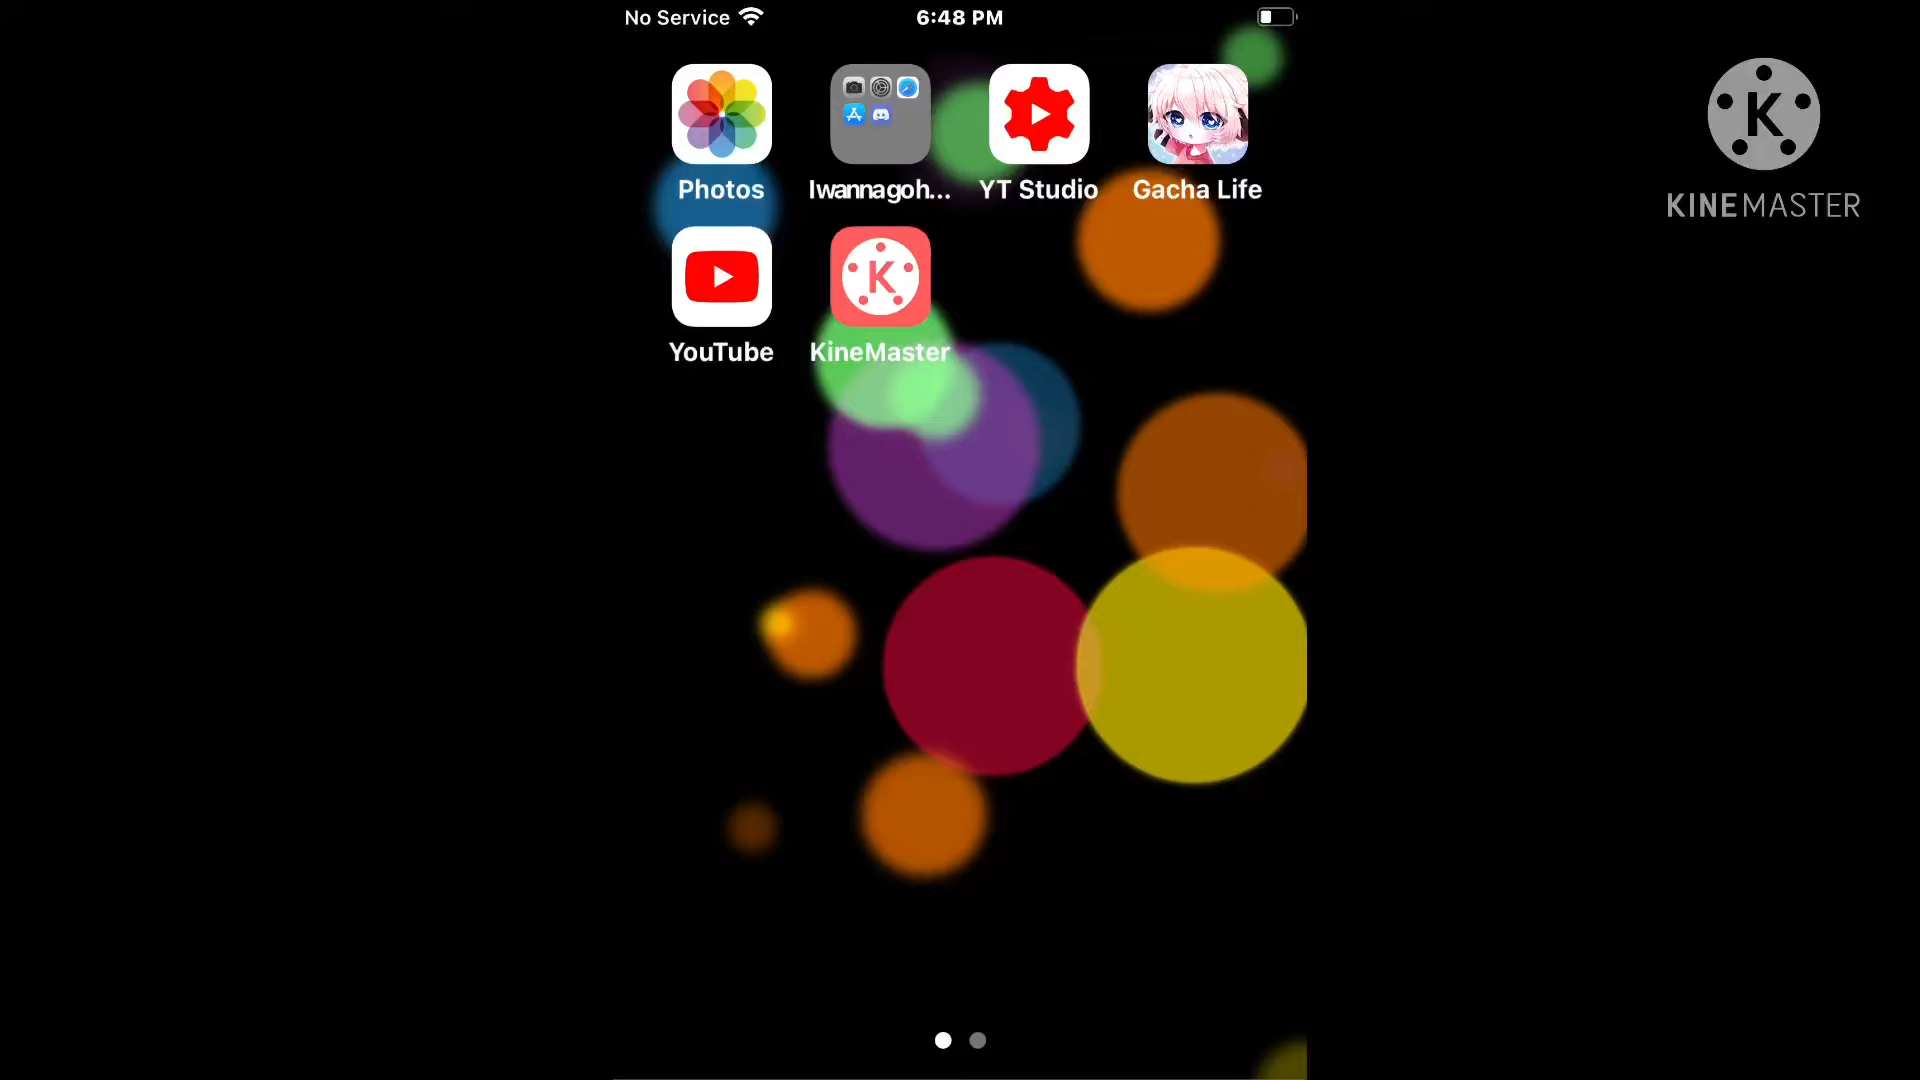 No Service
6:48 PM
Photos
Iwannagoh...
YT Studio
Gacha Life
YouTube
KineMaster
K
K
KINEMASTER